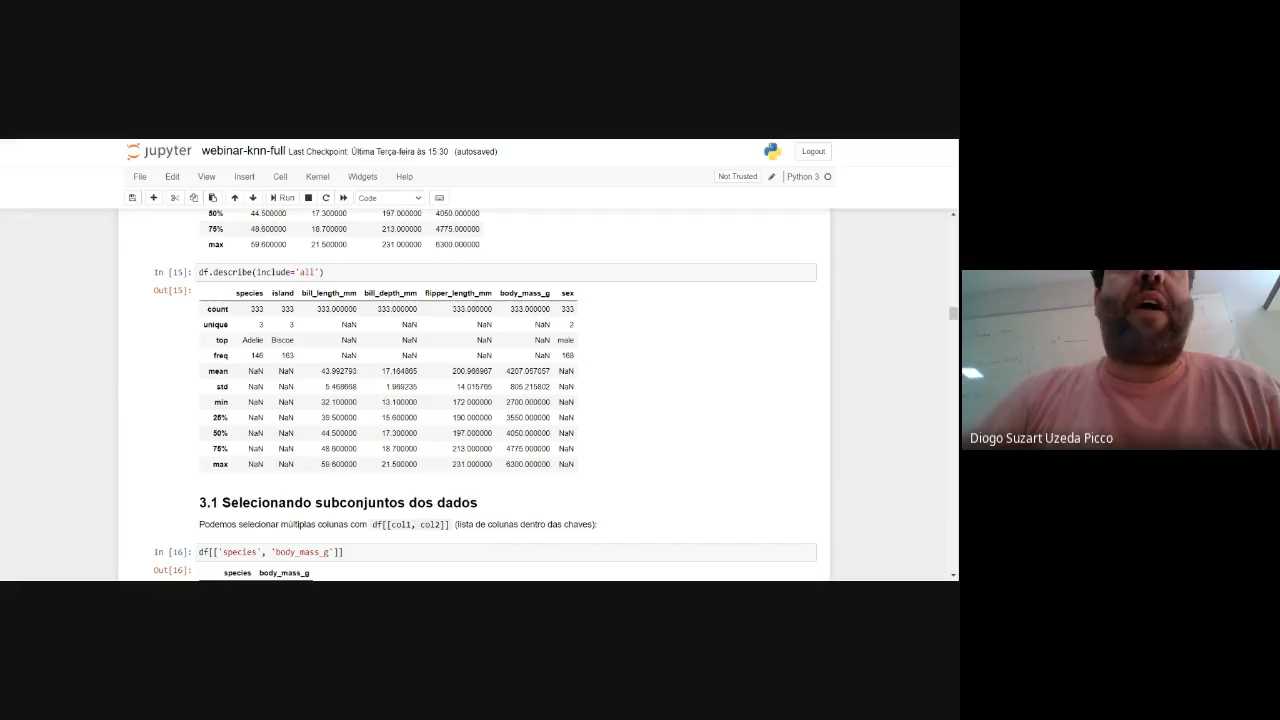 jupyter webinar-knn-full Last Checkpoint: Última Terça-feira às 15:30 (autosaved) Logout
File Edit View Insert Cell Kernel Widgets Help Not Trusted Python 3
Run Code
50% 44.500000 17.300000 197.000000 4050.000000
75% 48.600000 18.700000 213.000000 4775.000000
max 59.600000 21.500000 231.000000 6300.000000
In [15]: df.describe(include='all')
Out[15]:
species island bill_length_mm bill_depth_mm flipper_length_mm body_mass_g sex
count 333 333 333.000000 333.000000 333.000000 333.000000 333
unique 3 3 NaN NaN NaN NaN 2
top Adelie Biscoe NaN NaN NaN NaN male
freq 146 163 NaN NaN NaN NaN 168
mean NaN NaN 43.992793 17.164865 200.966967 4207.057057 NaN
std NaN NaN 5.468668 1.969235 14.015765 805.215802 NaN
min NaN NaN 32.100000 13.100000 172.000000 2700.000000 NaN
25% NaN NaN 39.500000 15.600000 190.000000 3550.000000 NaN
50% NaN NaN 44.500000 17.300000 197.000000 4050.000000 NaN
75% NaN NaN 48.600000 18.700000 213.000000 4775.000000 NaN
max NaN NaN 59.600000 21.500000 231.000000 6300.000000 NaN
3.1 Selecionando subconjuntos dos dados
Podemos selecionar múltiplas colunas com df[[col1, col2]] (lista de colunas dentro das chaves):
In [16]: df[['species', 'body_mass_g']]
Out[16]:
species body_mass_g
Diogo Suzart Uzeda Picco